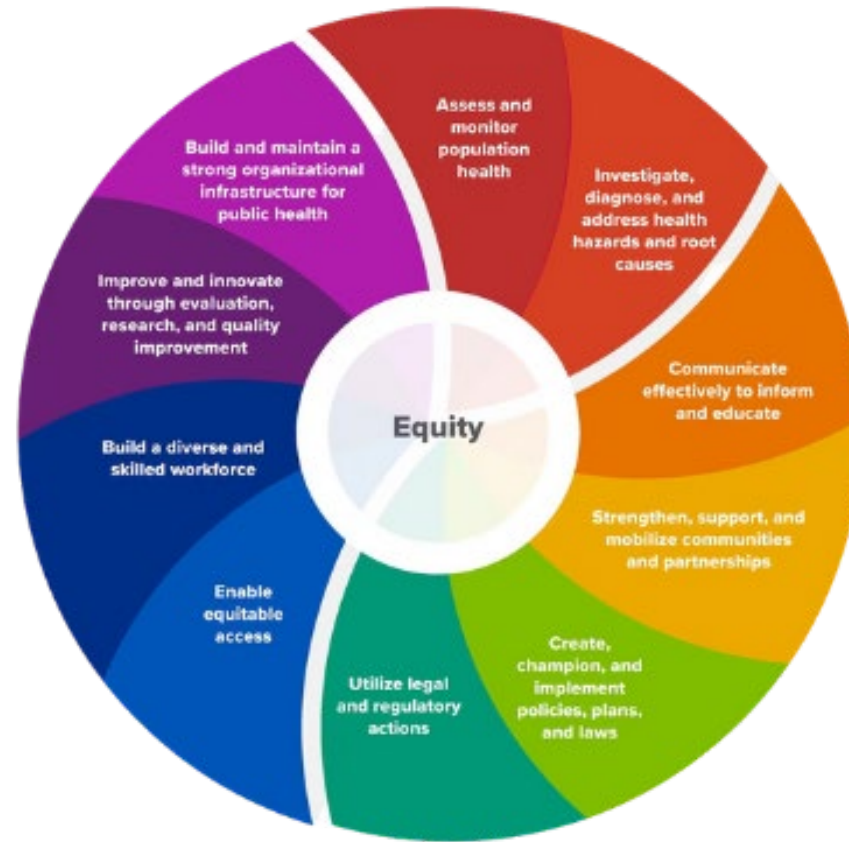 Assess and
monitor
population
health
Investigate,
diagnose, and
address health
hazards and root
causes
Communicate
effectively to inform
and educate
Strengthen, support, and
mobilize communities
and partnerships
Create,
champion, and
implement
policies, plans,
and laws
Utilize legal
and regulatory
actions
Enable
equitable
access
Build a diverse and
skilled workforce
Improve and innovate
through evaluation,
research, and quality
improvement
Build and maintain a
strong organizational
infrastructure for
public health
Equity